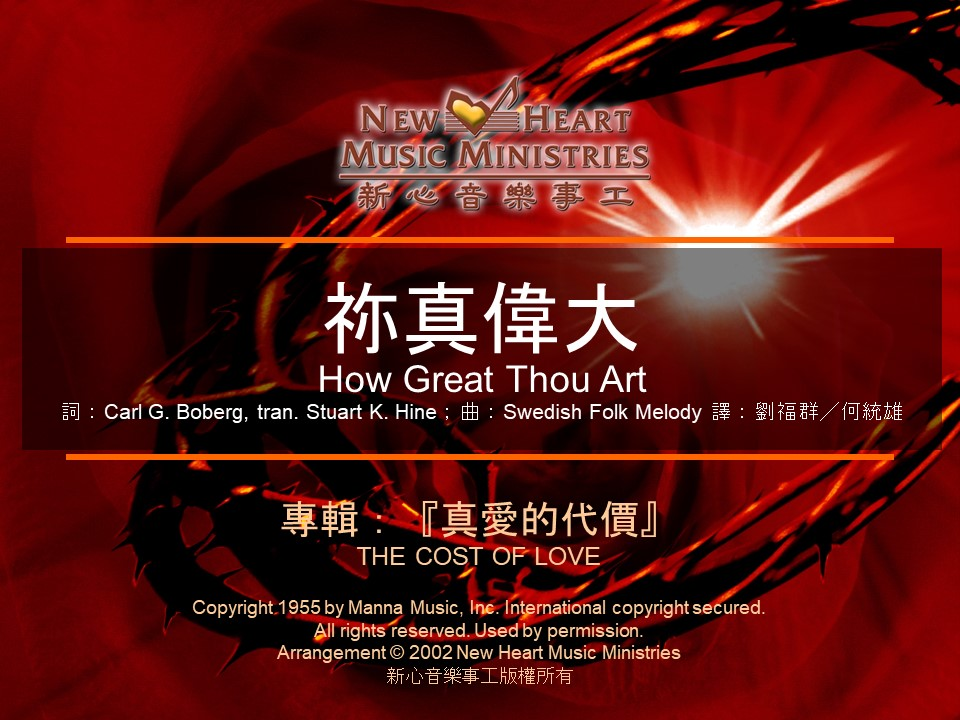 NEW HEART
MUSIC MINISTRIES
新心音樂事工
祢真偉大
How Great Thou Art
詞：Carl G. Boberg, tran. Stuart K. Hine；曲：Swedish Folk Melody 譯：劉福群／何統雄
專輯：『真愛的代價』
THE COST OF LOVE
Copyright 1955 by Manna Music, Inc. International copyright secured.
All rights reserved. Used by permission.
Arrangement © 2002 New Heart Music Ministries
新心音樂事工版權所有